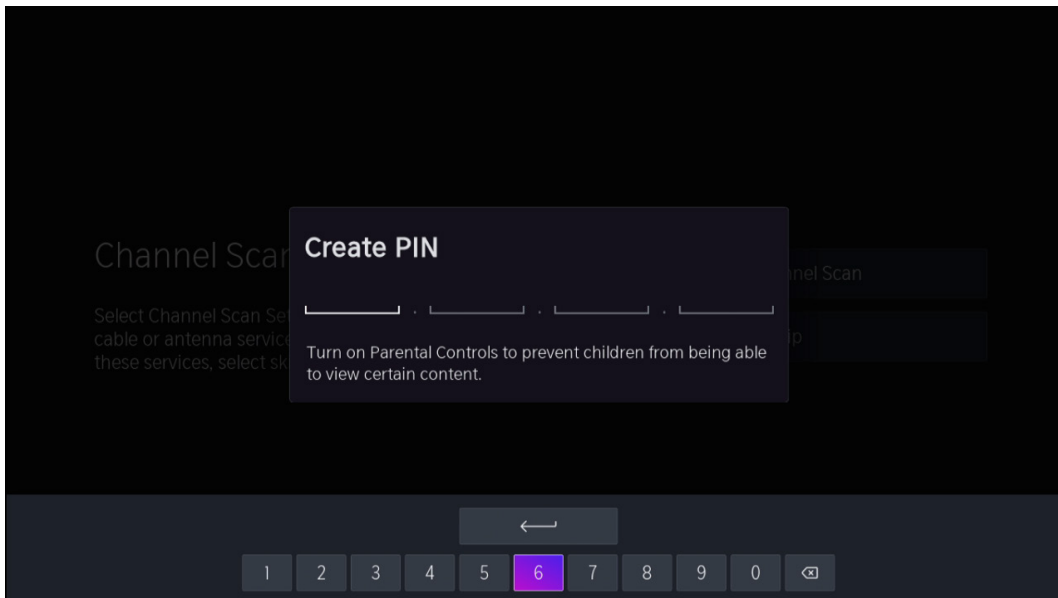 Create PIN
Channel Scan
nnel Scan
Select Channel Scan Set
cable or antenna service
these services, select sk
ip
Turn on Parental Controls to prevent children from being able
to view certain content.
1 2 3 4 5 6 7 8 9 0